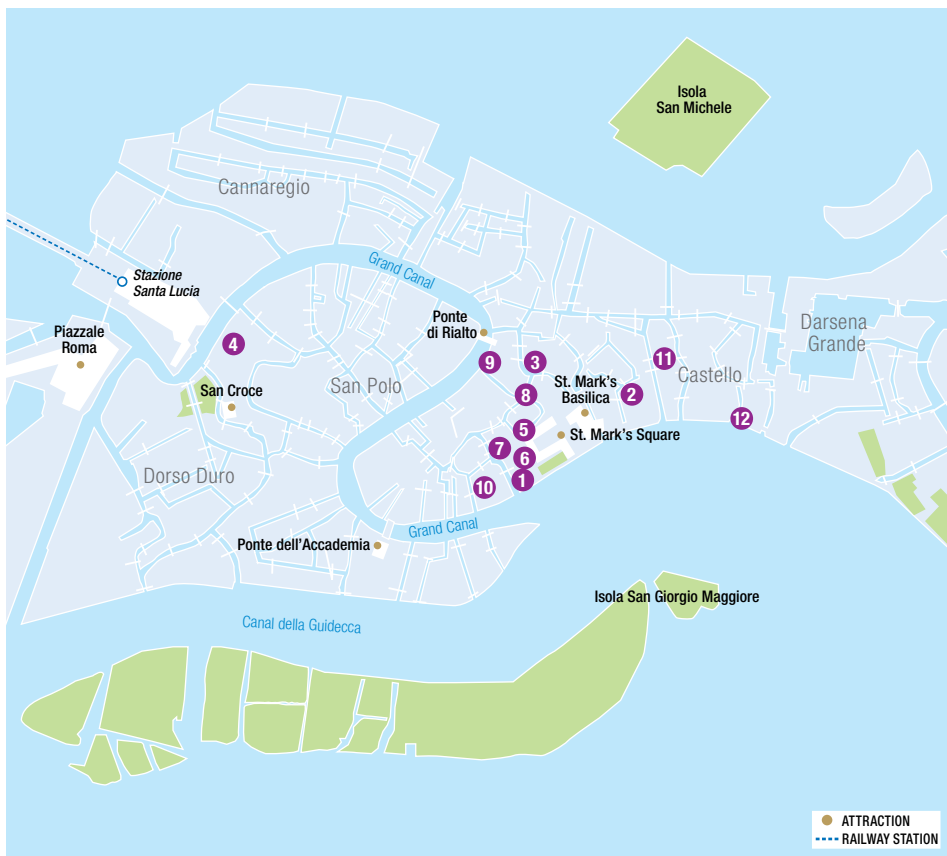 Isola
San Michele
Cannaregio
Grand Canal
Stazione
Santa Lucia
Ponte
di Rialto
Piazzale
Roma
Darsena
Grande
4
9
3
11
San Polo
Castello
San Croce
8
St. Mark's
Basilica
2
12
5
St. Mark's Square
7
6
Dorso Duro
10
1
Grand Canal
Ponte dell'Accademia
Isola San Giorgio Maggiore
Canal della Guidecca
ATTRACTION
RAILWAY STATION